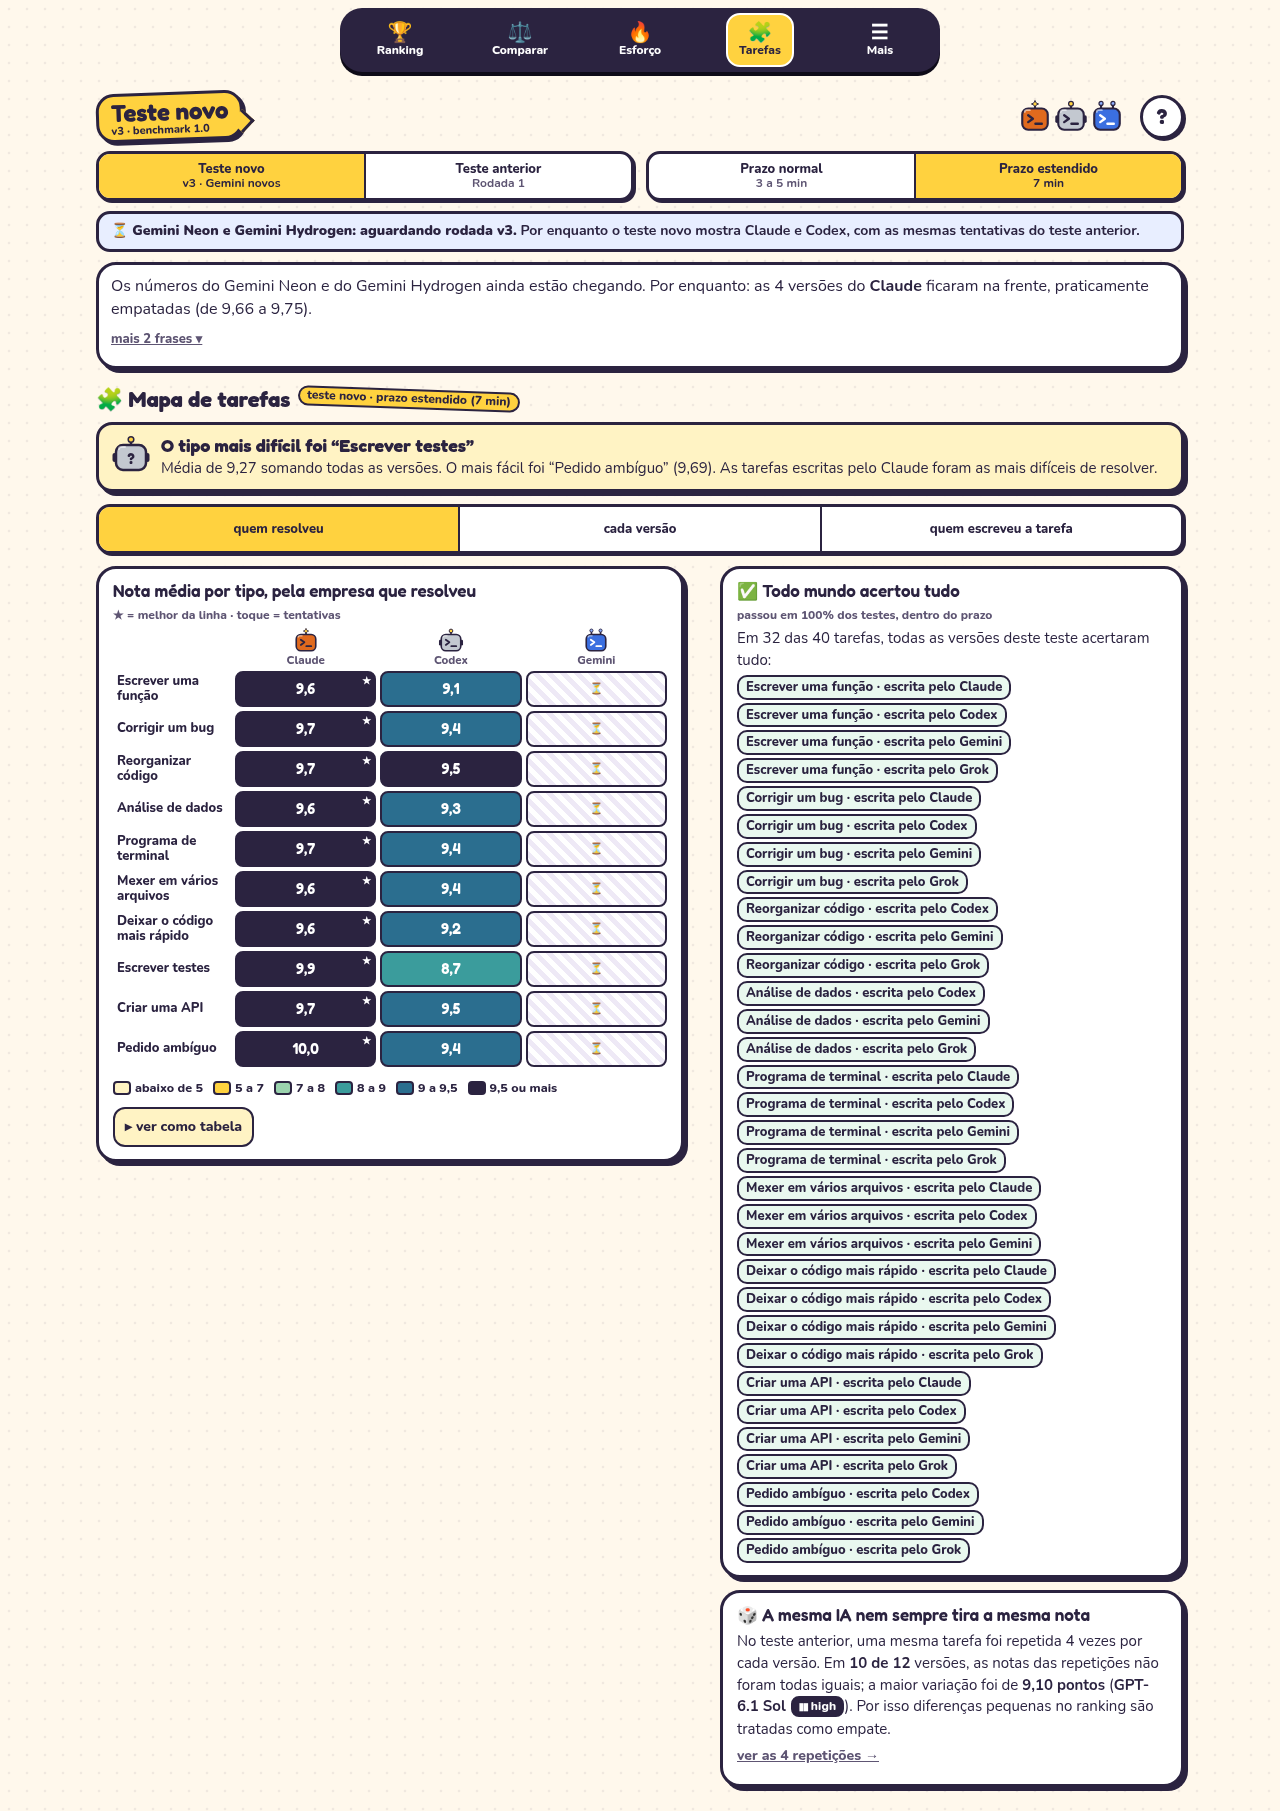 🏆 Ranking
⚖️ Comparar
🔥 Esforço
🧩 Tarefas
☰ Mais
Teste novo
v3 · benchmark 1.0
?
Teste novo
v3 · Gemini novos
Teste anterior
Rodada 1
Prazo normal
3 a 5 min
Prazo estendido
7 min
⏳ Gemini Neon e Gemini Hydrogen: aguardando rodada v3. Por enquanto o teste novo mostra Claude e Codex, com as mesmas tentativas do teste anterior.
Os números do Gemini Neon e do Gemini Hydrogen ainda estão chegando. Por enquanto: as 4 versões do Claude ficaram na frente, praticamente
empatadas (de 9,66 a 9,75).
mais 2 frases ▾
🧩 Mapa de tarefas
teste novo · prazo estendido (7 min)
?
O tipo mais difícil foi “Escrever testes”
Média de 9,27 somando todas as versões. O mais fácil foi “Pedido ambíguo” (9,69). As tarefas escritas pelo Claude foram as mais difíceis de resolver.
quem resolveu
cada versão
quem escreveu a tarefa
Nota média por tipo, pela empresa que resolveu
★ = melhor da linha · toque = tentativas
Claude Codex Gemini
Escrever uma
função
9,6 ★ 9,1 ⏳
Corrigir um bug 9,7 ★ 9,4 ⏳
Reorganizar
código
9,7 ★ 9,5 ⏳
Análise de dados 9,6 ★ 9,3 ⏳
Programa de
terminal
9,7 ★ 9,4 ⏳
Mexer em vários
arquivos
9,6 ★ 9,4 ⏳
Deixar o código
mais rápido
9,6 ★ 9,2 ⏳
Escrever testes 9,9 ★ 8,7 ⏳
Criar uma API 9,7 ★ 9,5 ⏳
Pedido ambíguo 10,0 ★ 9,4 ⏳
abaixo de 5 5 a 7 7 a 8 8 a 9 9 a 9,5 9,5 ou mais
▸ ver como tabela
✅ Todo mundo acertou tudo
passou em 100% dos testes, dentro do prazo
Em 32 das 40 tarefas, todas as versões deste teste acertaram
tudo:
Escrever uma função · escrita pelo Claude
Escrever uma função · escrita pelo Codex
Escrever uma função · escrita pelo Gemini
Escrever uma função · escrita pelo Grok
Corrigir um bug · escrita pelo Claude
Corrigir um bug · escrita pelo Codex
Corrigir um bug · escrita pelo Gemini
Corrigir um bug · escrita pelo Grok
Reorganizar código · escrita pelo Codex
Reorganizar código · escrita pelo Gemini
Reorganizar código · escrita pelo Grok
Análise de dados · escrita pelo Codex
Análise de dados · escrita pelo Gemini
Análise de dados · escrita pelo Grok
Programa de terminal · escrita pelo Claude
Programa de terminal · escrita pelo Codex
Programa de terminal · escrita pelo Gemini
Programa de terminal · escrita pelo Grok
Mexer em vários arquivos · escrita pelo Claude
Mexer em vários arquivos · escrita pelo Codex
Mexer em vários arquivos · escrita pelo Gemini
Deixar o código mais rápido · escrita pelo Claude
Deixar o código mais rápido · escrita pelo Codex
Deixar o código mais rápido · escrita pelo Gemini
Deixar o código mais rápido · escrita pelo Grok
Criar uma API · escrita pelo Claude
Criar uma API · escrita pelo Codex
Criar uma API · escrita pelo Gemini
Criar uma API · escrita pelo Grok
Pedido ambíguo · escrita pelo Codex
Pedido ambíguo · escrita pelo Gemini
Pedido ambíguo · escrita pelo Grok
🎲 A mesma IA nem sempre tira a mesma nota
No teste anterior, uma mesma tarefa foi repetida 4 vezes por
cada versão. Em 10 de 12 versões, as notas das repetições não
foram todas iguais; a maior variação foi de 9,10 pontos (GPT-
6.1 Sol ▮▮ high). Por isso diferenças pequenas no ranking são
tratadas como empate.
ver as 4 repetições →